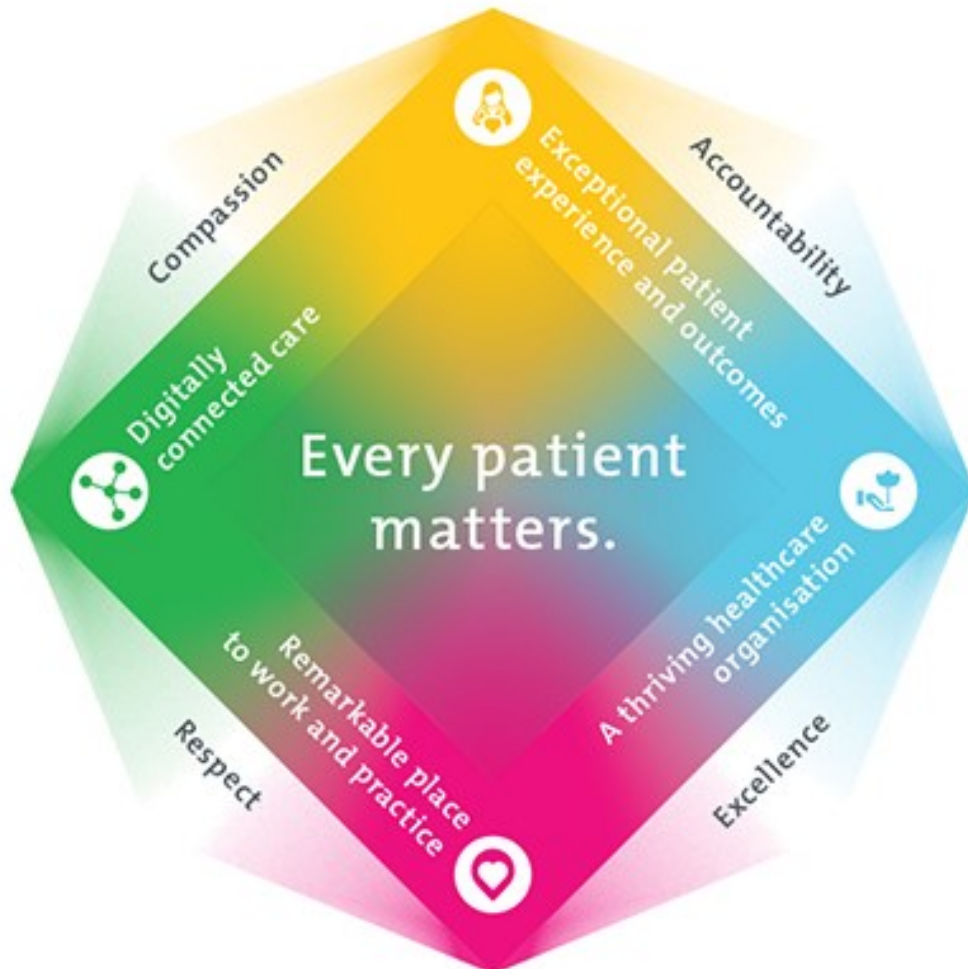 Compassion
Accountability
Exceptional patient
experience and outcomes
Digitally
connected care
Every patient
matters.
Remarkable place
to work and practice
A thriving healthcare
organisation
Respect
Excellence